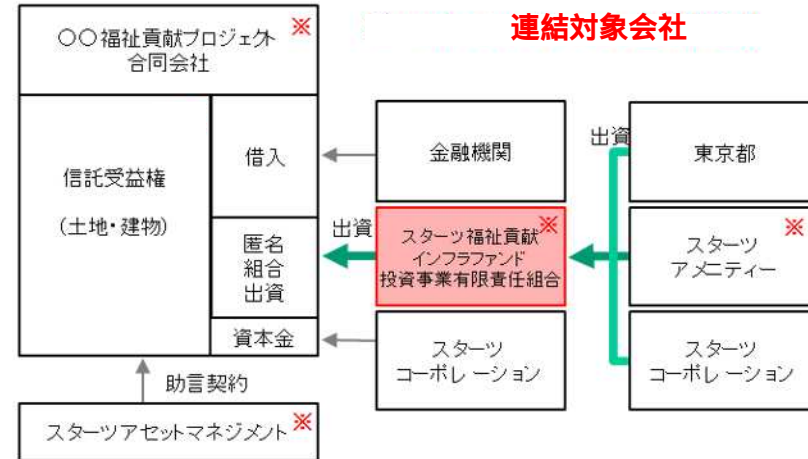 連結対象会社
○○福祉貢献プロジェクト ※
合同会社
信託受益権
(土地・建物)
借入
匿名
組合
出資
資本金
助言契約
スターツアセットマネジメント ※
出資
金融機関
スターツ福祉貢献 ※
インフラファンド
投資事業有限責任組合
スターツ
コーポレーション
出資
東京都
スターツ ※
アメニティー
スターツ
コーポレーション